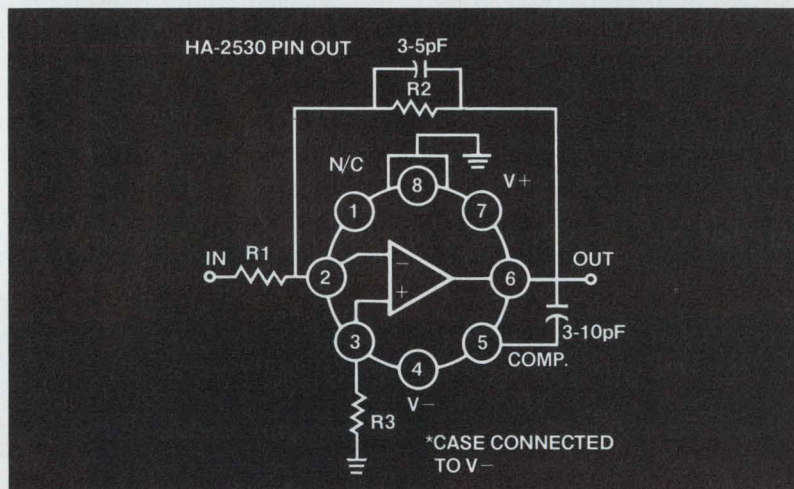 HA-2530 PIN OUT
3-5pF
R2
N/C
8
V+
1
7
IN
R1
2
−
+
6
OUT
3
5
3-10pF
4
COMP.
V−
R3
*CASE CONNECTED
TO V−